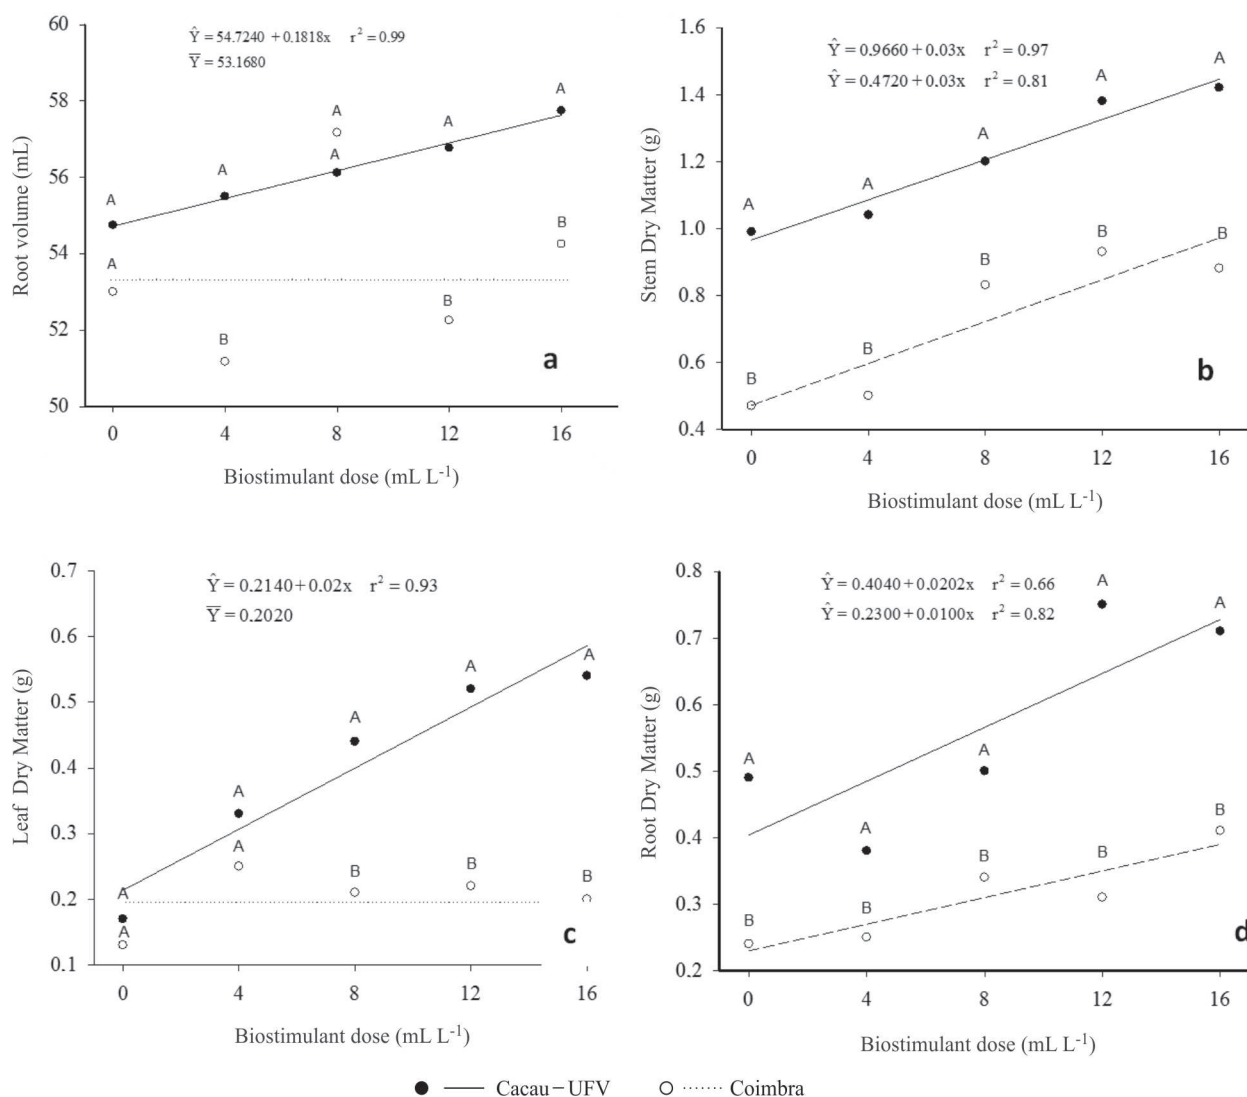 Ŷ = 54.7240 + 0.1818x r² = 0.99
Y̅ = 53.1680
Root volume (mL)
60
58
56
54
52
50
A
A
A
A
A
A
A
B
B
B
a
0 4 8 12 16
Biostimulant dose (mL L⁻¹)
Ŷ = 0.9660 + 0.03x r² = 0.97
Ŷ = 0.4720 + 0.03x r² = 0.81
Stem Dry Matter (g)
1.6
1.4
1.2
1.0
0.8
0.6
0.4
A
A
A
A
A
B
B
B
B
B
b
0 4 8 12 16
Biostimulant dose (mL L⁻¹)
Ŷ = 0.2140 + 0.02x r² = 0.93
Y̅ = 0.2020
Leaf Dry Matter (g)
0.7
0.6
0.5
0.4
0.3
0.2
0.1
A
A
A
A
A
A
A
B
B
B
c
0 4 8 12 16
Biostimulant dose (mL L⁻¹)
Ŷ = 0.4040 + 0.0202x r² = 0.66
Ŷ = 0.2300 + 0.0100x r² = 0.82
Root Dry Matter (g)
0.8
0.7
0.6
0.5
0.4
0.3
0.2
A
A
A
A
A
B
B
B
B
B
d
0 4 8 12 16
Biostimulant dose (mL L⁻¹)
Cacau−UFV Coimbra